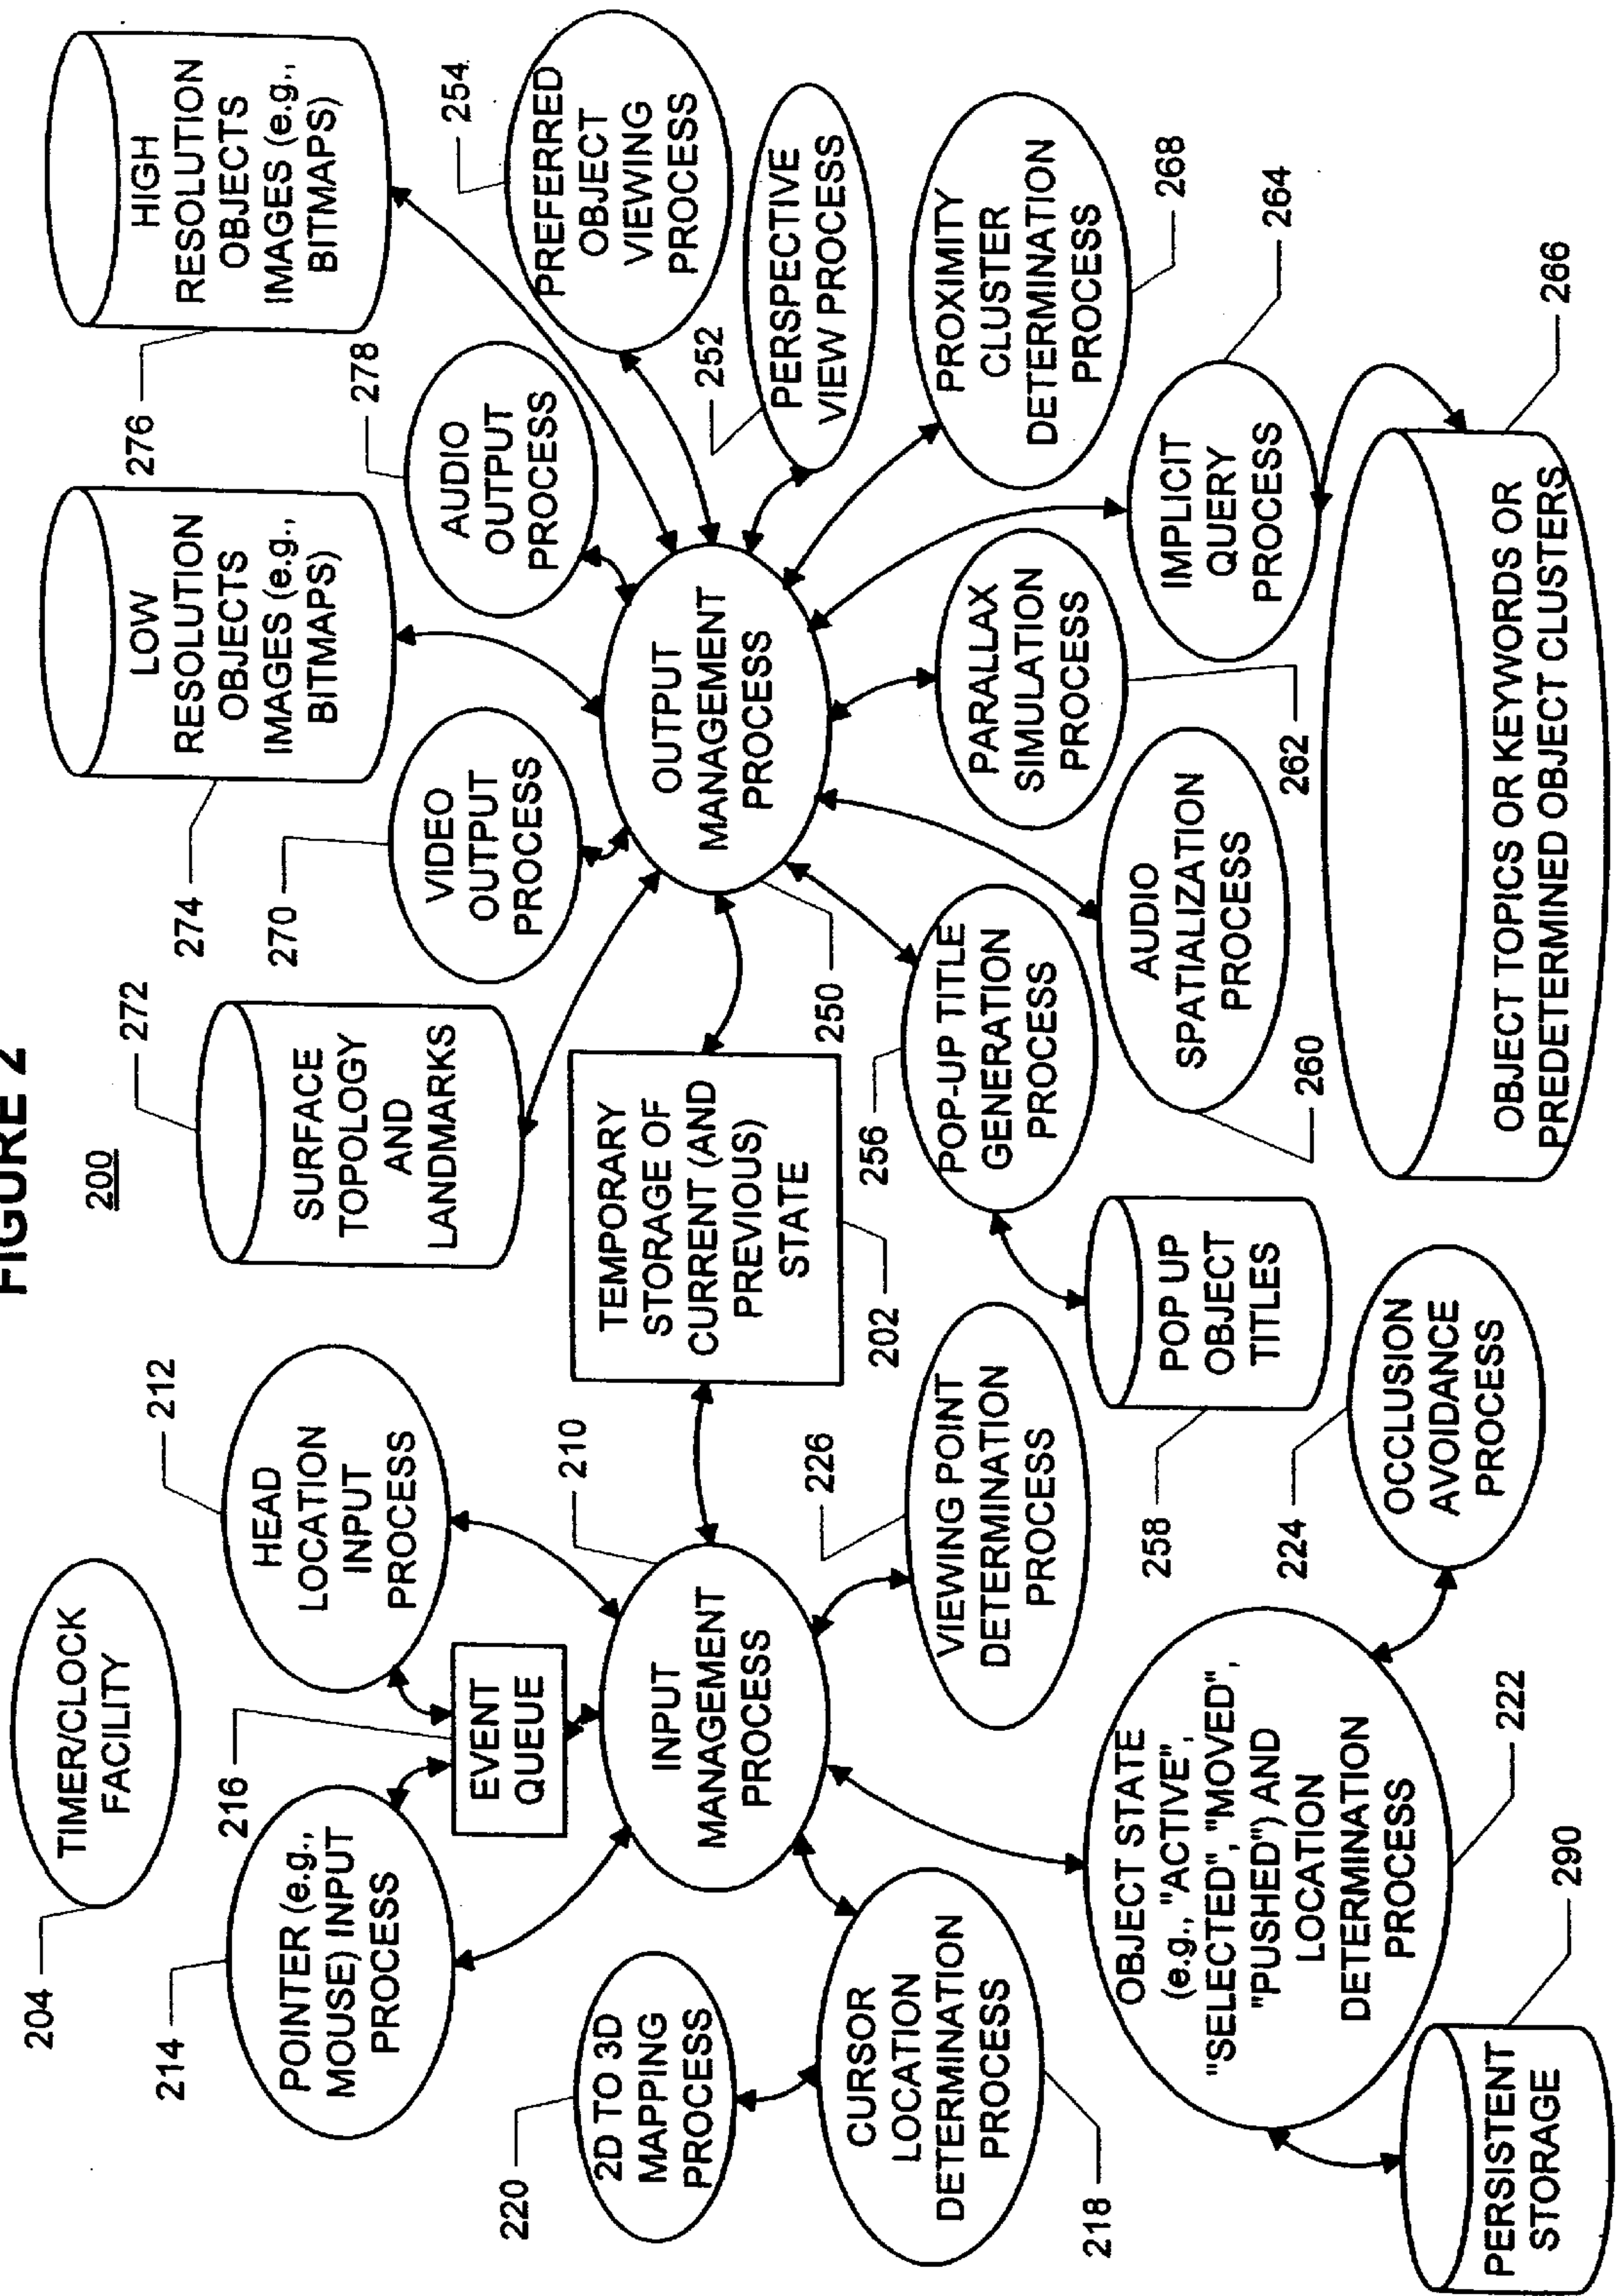 FIGURE 2
200
204
TIMER/CLOCK
FACILITY
214
POINTER (e.g.,
MOUSE) INPUT
PROCESS
216
EVENT
QUEUE
212
HEAD
LOCATION
INPUT
PROCESS
272
SURFACE
TOPOLOGY
AND
LANDMARKS
274
LOW
RESOLUTION
OBJECTS
IMAGES (e.g.,
BITMAPS)
276
HIGH
RESOLUTION
OBJECTS
IMAGES (e.g.,
BITMAPS)
270
VIDEO
OUTPUT
PROCESS
278
AUDIO
OUTPUT
PROCESS
254
PREFERRED
OBJECT
VIEWING
PROCESS
220
2D TO 3D
MAPPING
PROCESS
210
INPUT
MANAGEMENT
PROCESS
TEMPORARY
STORAGE OF
CURRENT (AND
PREVIOUS)
STATE
202
OUTPUT
MANAGEMENT
PROCESS
250
252
PERSPECTIVE
VIEW PROCESS
218
CURSOR
LOCATION
DETERMINATION
PROCESS
226
VIEWING POINT
DETERMINATION
PROCESS
256
POP-UP TITLE
GENERATION
PROCESS
PARALLAX
SIMULATION
PROCESS
262
PROXIMITY
CLUSTER
DETERMINATION
PROCESS
268
OBJECT STATE
(e.g., "ACTIVE",
"SELECTED", "MOVED",
"PUSHED") AND
LOCATION
DETERMINATION
PROCESS
222
258
POP UP
OBJECT
TITLES
AUDIO
SPATIALIZATION
PROCESS
260
IMPLICIT
QUERY
PROCESS
264
224
OCCLUSION
AVOIDANCE
PROCESS
290
PERSISTENT
STORAGE
266
OBJECT TOPICS OR KEYWORDS OR
PREDETERMINED OBJECT CLUSTERS